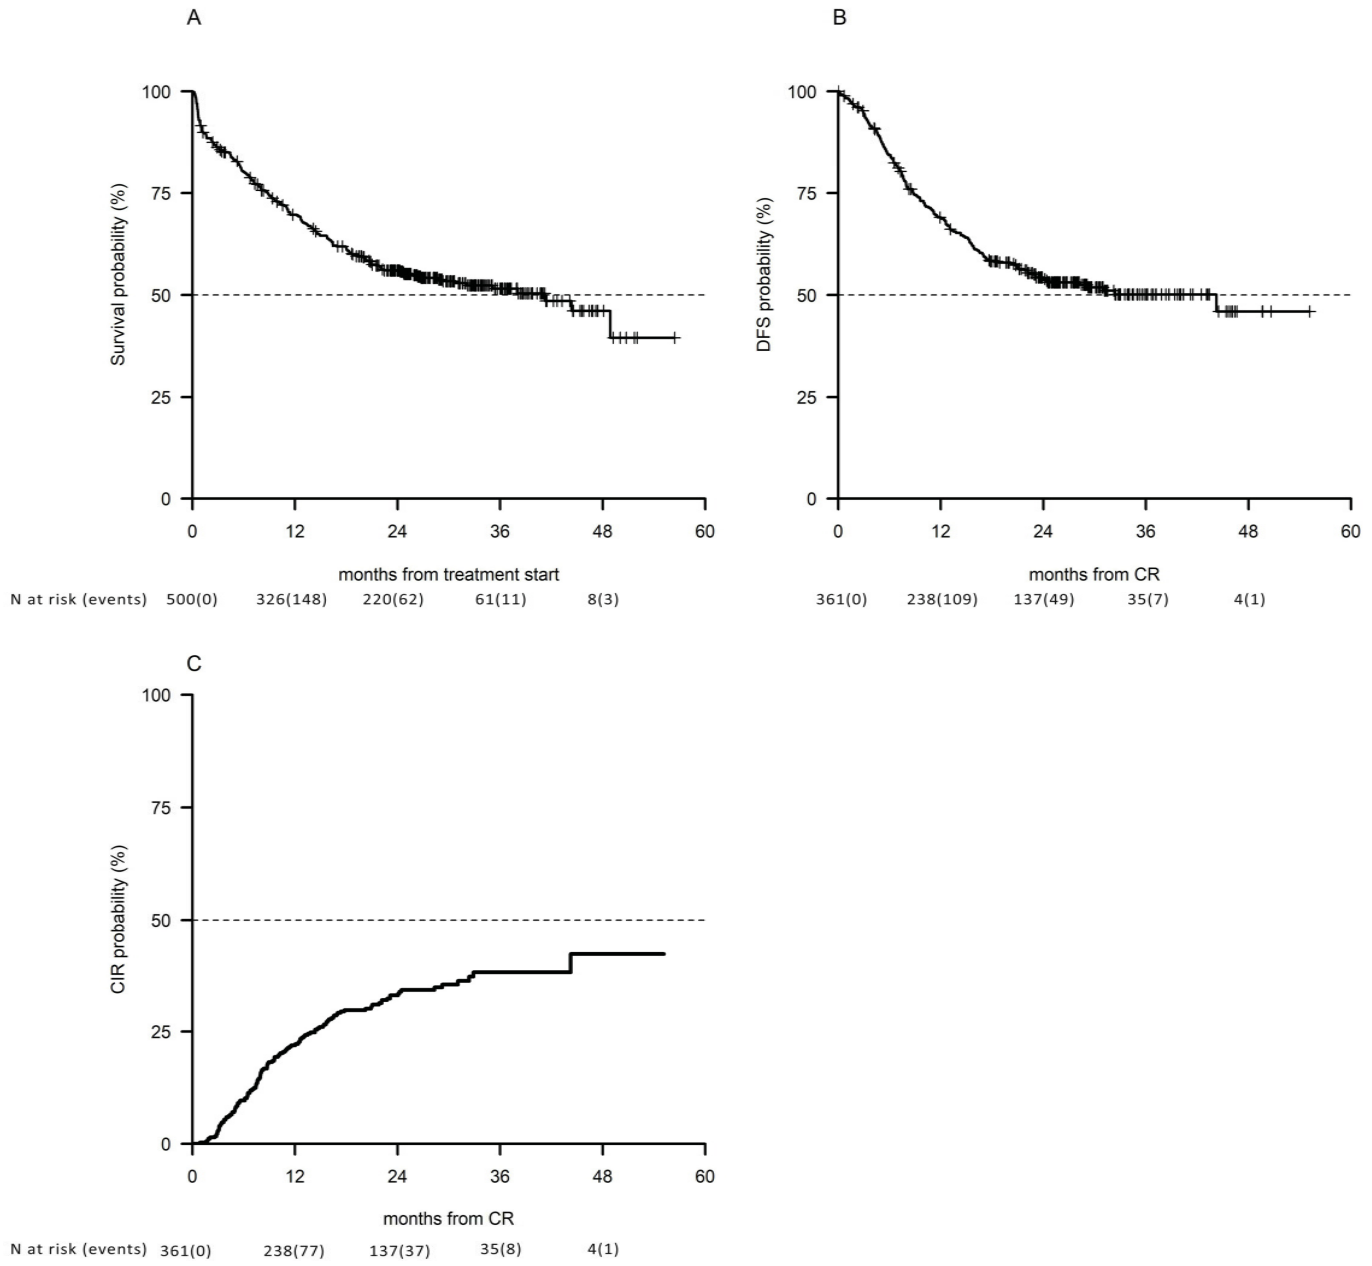 A
100
75
50
25
0
Survival probability (%)
0 12 24 36 48 60
months from treatment start
N at risk (events) 500(0) 326(148) 220(62) 61(11) 8(3)
B
100
75
50
25
0
DFS probability (%)
0 12 24 36 48 60
months from CR
361(0) 238(109) 137(49) 35(7) 4(1)
C
100
75
50
25
0
CIR probability (%)
0 12 24 36 48 60
months from CR
N at risk (events) 361(0) 238(77) 137(37) 35(8) 4(1)